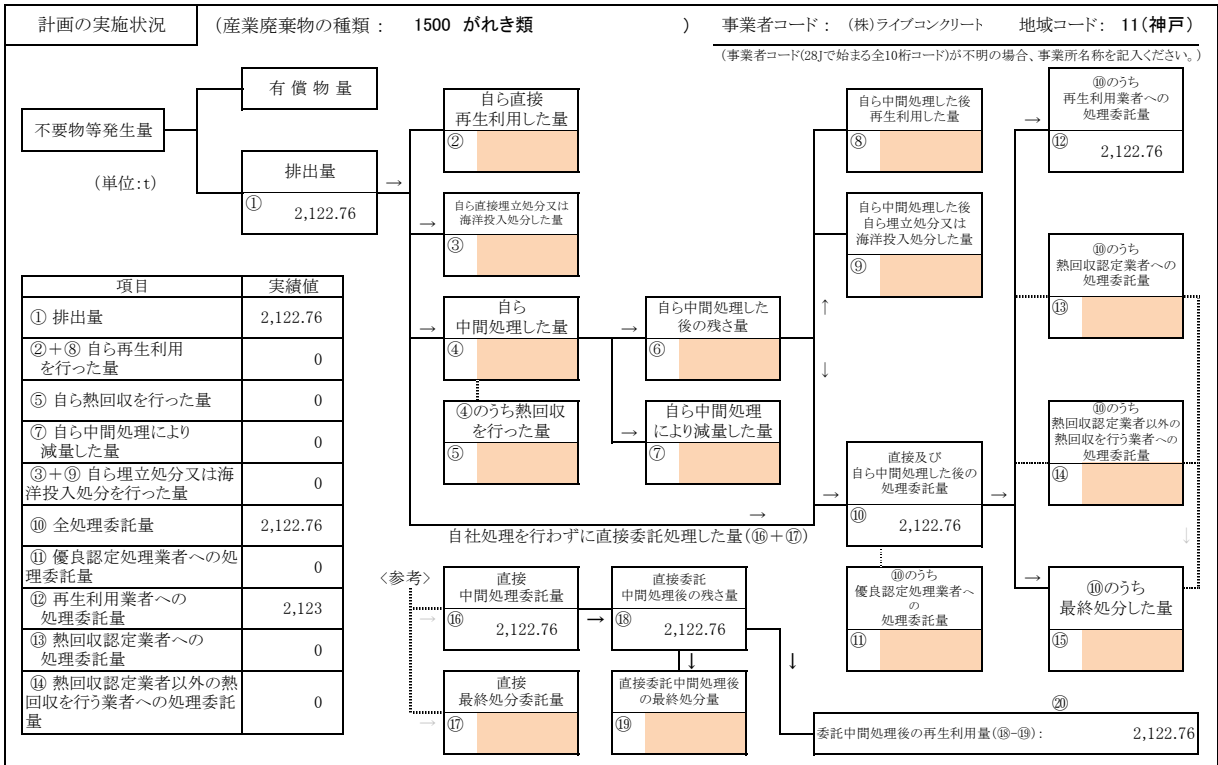 計画の実施状況
(産業廃棄物の種類： 1500 がれき類 )
事業者コード： (株)ライブコンクリート 地域コード： 11(神戸)
(事業者コード(28Jで始まる全10桁コード)が不明の場合、事業所名称を記入ください。)
不要物等発生量
(単位:t)
有 償 物 量
排出量
① 2,122.76
→
自ら直接
再生利用した量
②
→
自ら直接埋立処分又は
海洋投入処分した量
③
→
自ら
中間処理した量
④
④のうち熱回収
を行った量
⑤
→
自ら中間処理した
後の残さ量
⑥
→
自ら中間処理
により減量した量
⑦
自ら中間処理した後
再生利用した量
⑧
自ら中間処理した後
自ら埋立処分又は
海洋投入処分した量
⑨
↑
↓
→
直接及び
自ら中間処理した後の
処理委託量
⑩ 2,122.76
→
⑩のうち
優良認定処理業者へ
の
処理委託量
⑪
→
⑩のうち
再生利用業者への
処理委託量
⑫ 2,122.76
⑩のうち
熱回収認定業者への
処理委託量
⑬
⑩のうち
熱回収認定業者以外の
熱回収を行う業者への
処理委託量
⑭
↓
→
⑩のうち
最終処分した量
⑮
→
自社処理を行わずに直接委託処理した量(⑯＋⑰)
項目 実績値
① 排出量 2,122.76
②＋⑧ 自ら再生利用
を行った量 0
⑤ 自ら熱回収を行った量 0
⑦ 自ら中間処理により
減量した量 0
③＋⑨ 自ら埋立処分又は海
洋投入処分を行った量 0
⑩ 全処理委託量 2,122.76
⑪ 優良認定処理業者への処
理委託量 0
⑫ 再生利用業者への
処理委託量 2,123
⑬ 熱回収認定業者への
処理委託量 0
⑭ 熱回収認定業者以外の熱
回収を行う業者への処理委託
量 0
〈参考〉
→
直接
中間処理委託量
⑯ 2,122.76
→
直接委託
中間処理後の残さ量
⑱ 2,122.76
→
直接
最終処分委託量
⑰
↓
直接委託中間処理後
の最終処分量
⑲
↓
⑳
委託中間処理後の再生利用量(⑱-⑲)： 2,122.76